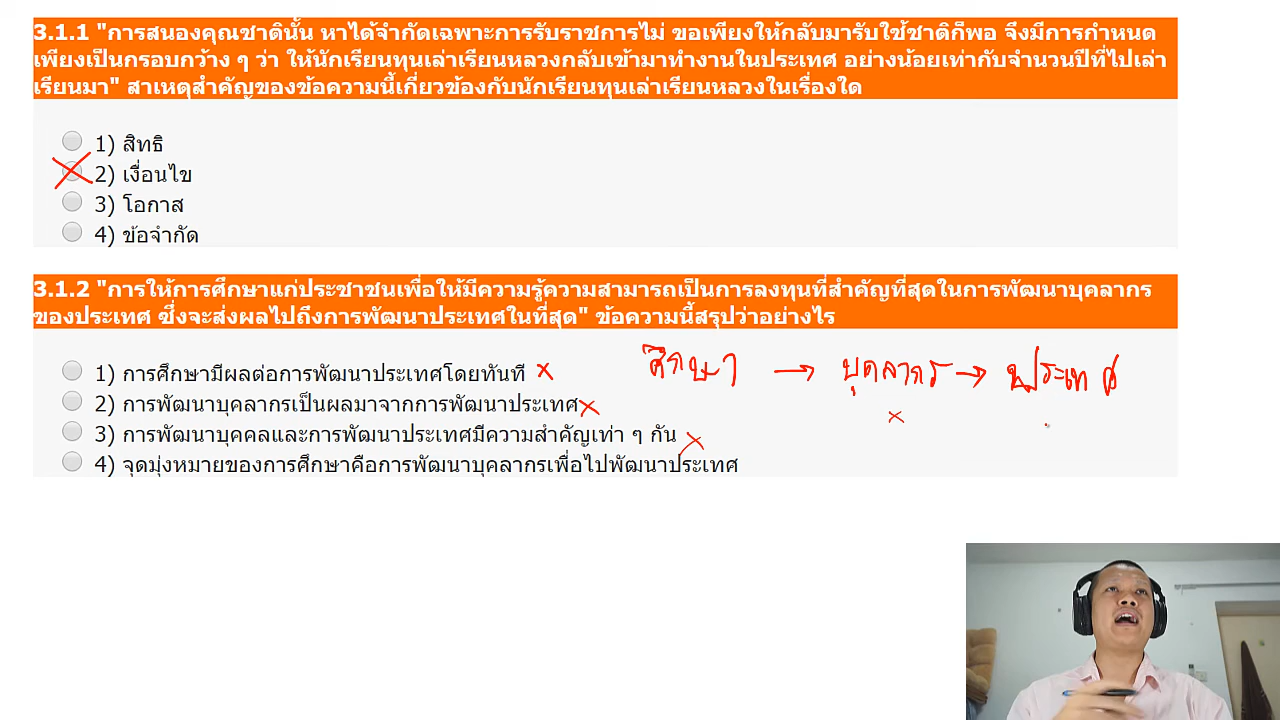 3.1.1 "การสนองคุณชาตินั้น หาได้จำกัดเฉพาะการรับราชการไม่ ขอเพียงให้กลับมารับใช้ชาติก็พอ จึงมีการกำหนด
เพียงเป็นกรอบกว้าง ๆ ว่า ให้นักเรียนทุนเล่าเรียนหลวงกลับเข้ามาทำงานในประเทศ อย่างน้อยเท่ากับจำนวนปีที่ไปเล่า
เรียนมา" สาเหตุสำคัญของข้อความนี้เกี่ยวข้องกับนักเรียนทุนเล่าเรียนหลวงในเรื่องใด
1) สิทธิ
2) เงื่อนไข
3) โอกาส
4) ข้อจำกัด
3.1.2 "การให้การศึกษาแก่ประชาชนเพื่อให้มีความรู้ความสามารถเป็นการลงทุนที่สำคัญที่สุดในการพัฒนาบุคลากร
ของประเทศ ซึ่งจะส่งผลไปถึงการพัฒนาประเทศในที่สุด" ข้อความนี้สรุปว่าอย่างไร
1) การศึกษามีผลต่อการพัฒนาประเทศโดยทันที
2) การพัฒนาบุคลากรเป็นผลมาจากการพัฒนาประเทศ
3) การพัฒนาบุคคลและการพัฒนาประเทศมีความสำคัญเท่า ๆ กัน
4) จุดมุ่งหมายของการศึกษาคือการพัฒนาบุคลากรเพื่อไปพัฒนาประเทศ
ศึกษา → บุคลากร → ประเทศ